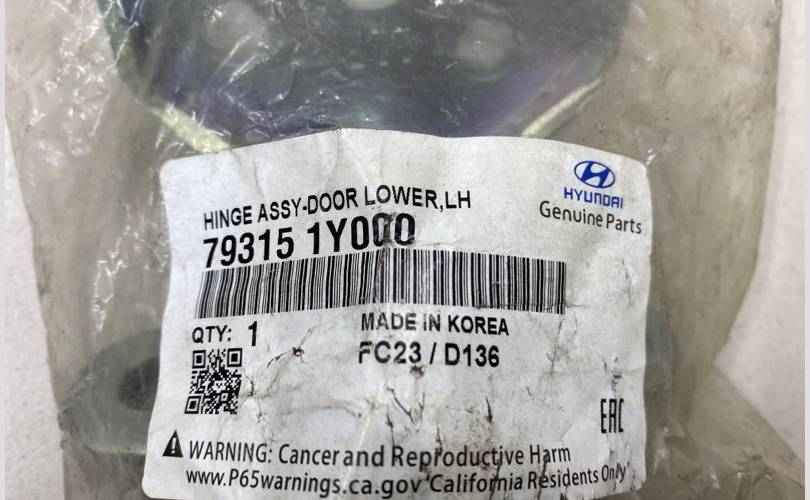 HINGE ASSY-DOOR LOWER,LH
79315 1Y000
HYUNDAI
Genuine Parts
QTY: 1
MADE IN KOREA
FC23 / D136
EAC
WARNING: Cancer and Reproductive Harm
www.P65warnings.ca.gov 'California Residents Only'